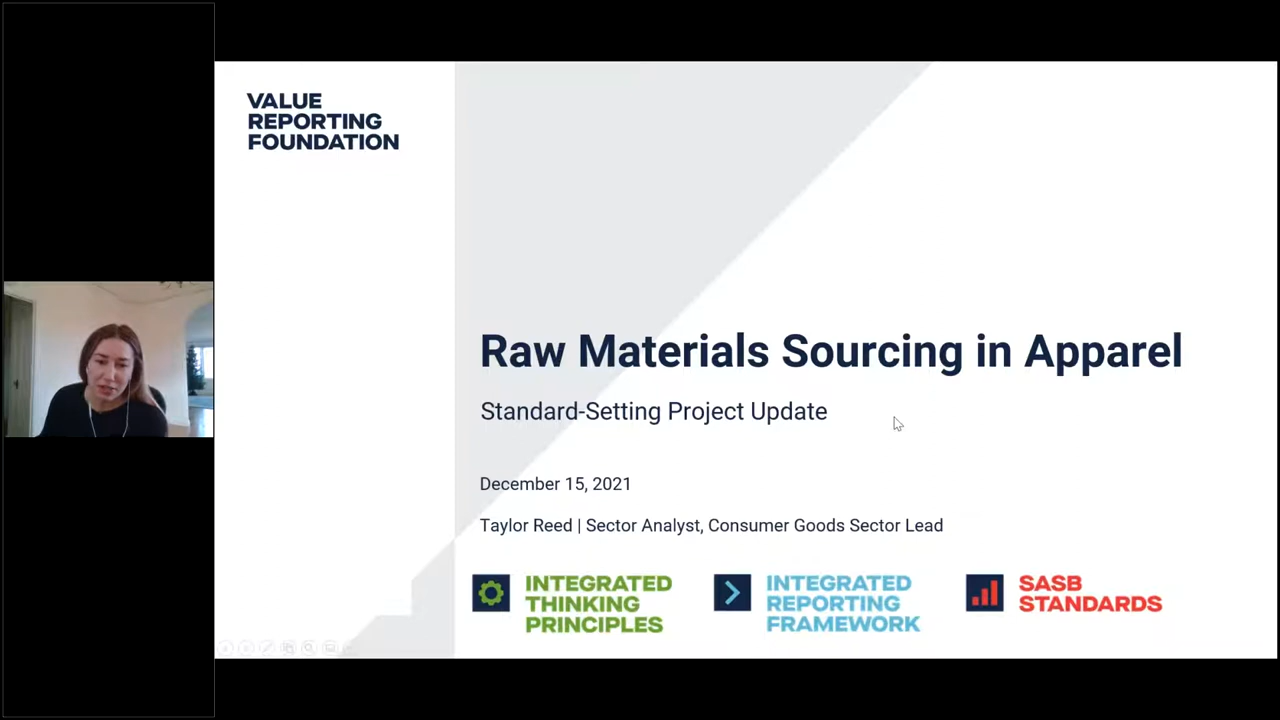 VALUE
REPORTING
FOUNDATION
Raw Materials Sourcing in Apparel
Standard-Setting Project Update
December 15, 2021
Taylor Reed | Sector Analyst, Consumer Goods Sector Lead
INTEGRATED
THINKING
PRINCIPLES
INTEGRATED
REPORTING
FRAMEWORK
SASB
STANDARDS